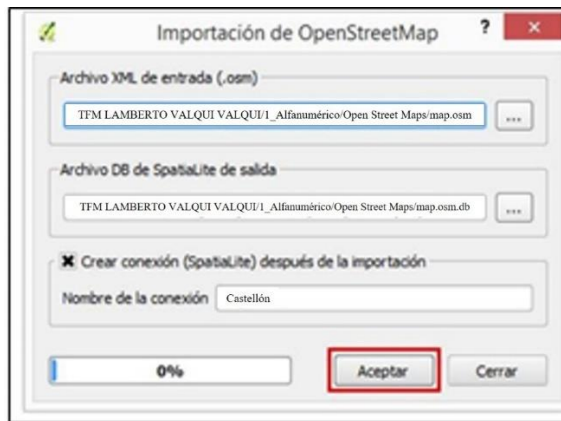 Importación de OpenStreetMap ? ×
Archivo XML de entrada (.osm)
TFM LAMBERTO VALQUI VALQUI/1_Alfanumérico/Open Street Maps/map.osm
...
Archivo DB de SpatiaLite de salida
TFM LAMBERTO VALQUI VALQUI/1_Alfanumérico/Open Street Maps/map.osm.db
...
Crear conexión (SpatiaLite) después de la importación
Nombre de la conexión Castellón
0% Aceptar Cerrar